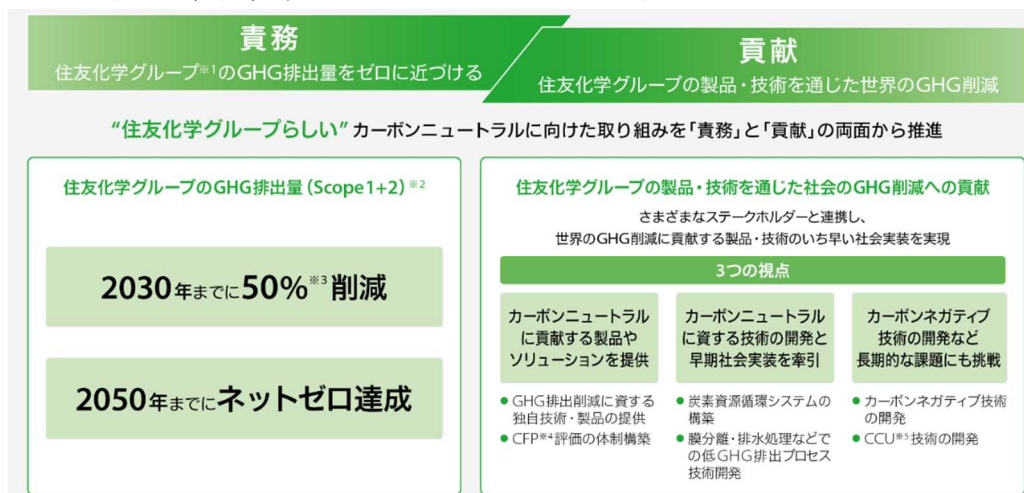 責務
住友化学グループ※1のGHG排出量をゼロに近づける
貢献
住友化学グループの製品・技術を通じた世界のGHG削減
“住友化学グループらしい”カーボンニュートラルに向けた取り組みを「責務」と「貢献」の両面から推進
住友化学グループのGHG排出量（Scope1+2）※2
2030年までに50%※3削減
2050年までにネットゼロ達成
住友化学グループの製品・技術を通じた社会のGHG削減への貢献
さまざまなステークホルダーと連携し、
世界のGHG削減に貢献する製品・技術のいち早い社会実装を実現
3つの視点
カーボンニュートラル
に貢献する製品や
ソリューションを提供
● GHG排出削減に資する
独自技術・製品の提供
● CFP※4評価の体制構築
カーボンニュートラル
に資する技術の開発と
早期社会実装を牽引
● 炭素資源循環システムの
構築
● 膜分離・排水処理などで
の低GHG排出プロセス
技術開発
カーボンネガティブ
技術の開発など
長期的な課題にも挑戦
● カーボンネガティブ技術
の開発
● CCU※5技術の開発